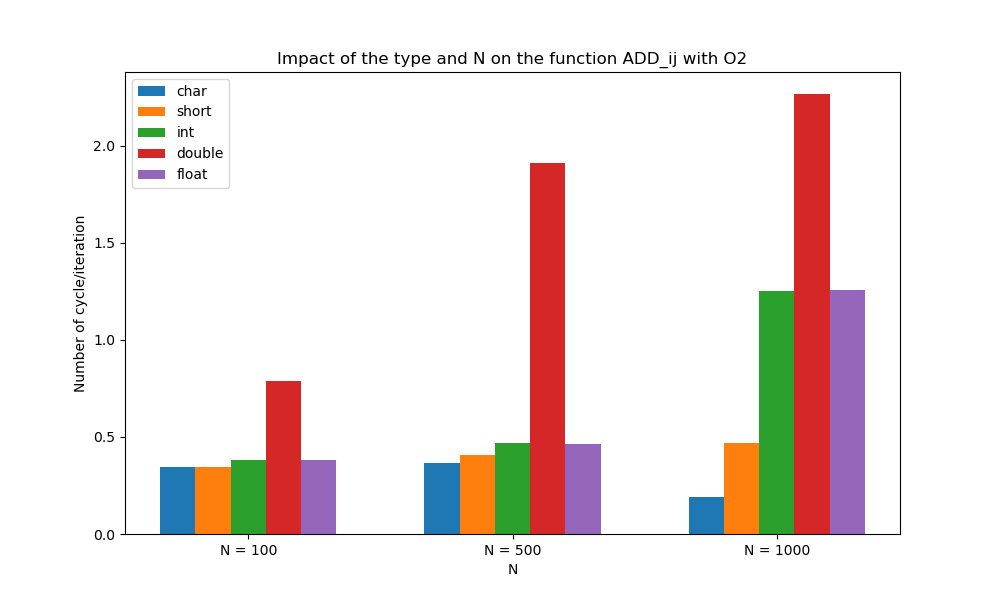 Impact of the type and N on the function ADD_ij with O2
char
short
int
double
float
Number of cycle/iteration
2.0
1.5
1.0
0.5
0.0
N = 100
N = 500
N = 1000
N